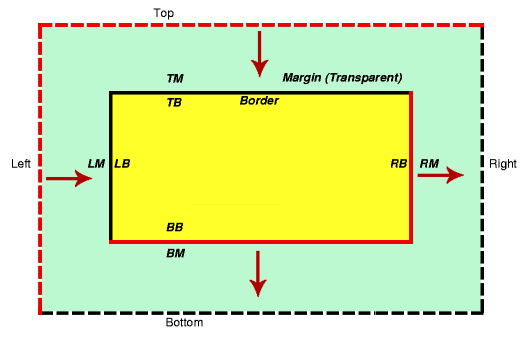 Top
TM Margin (Transparent)
TB Border
Left LM LB RB RM Right
BB
BM
Bottom